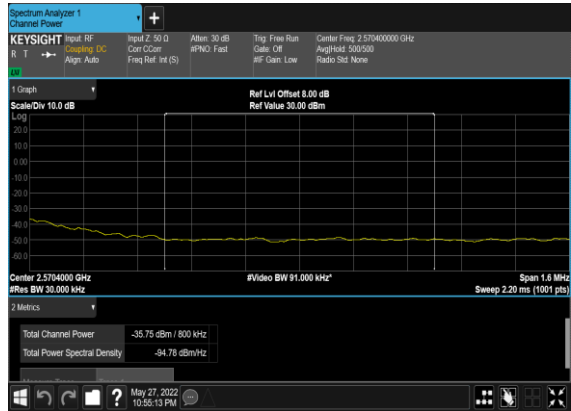 Spectrum Analyzer 1
Channel Power
+
KEYSIGHT Input: RF Input Z: 50 Ω Atten: 30 dB Trig: Free Run Center Freq: 2.570400000 GHz
R T Coupling: DC Corr CCorr #PNO: Fast Gate: Off Avg|Hold: 500/500
Align: Auto Freq Ref: Int (S) #IF Gain: Low Radio Std: None
1 Graph
Ref Lvl Offset 8.00 dB
Scale/Div 10.0 dB Ref Value 30.00 dBm
Log
20.0
10.0
0.00
-10.0
-20.0
-30.0
-40.0
-50.0
-60.0
Center 2.5704000 GHz #Video BW 91.000 kHz* Span 1.6 MHz
#Res BW 30.000 kHz Sweep 2.20 ms (1001 pts)
2 Metrics
Total Channel Power -35.75 dBm / 800 kHz
Total Power Spectral Density -94.78 dBm/Hz
? May 27, 2022
10:55:13 PM